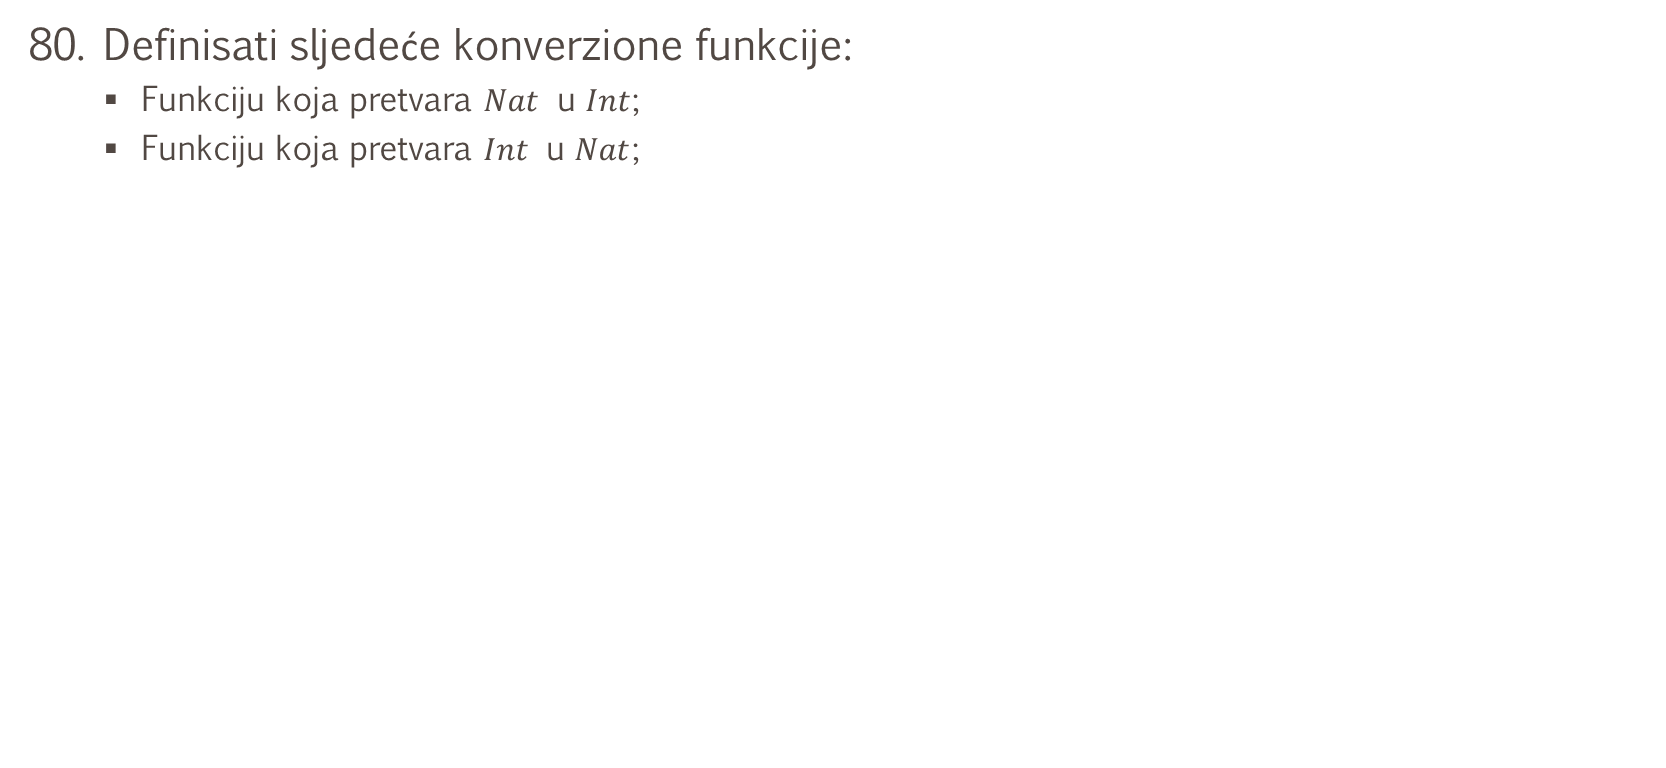 80. Definisati sljedeće konverzione funkcije:
▪ Funkciju koja pretvara Nat u Int;
▪ Funkciju koja pretvara Int u Nat;